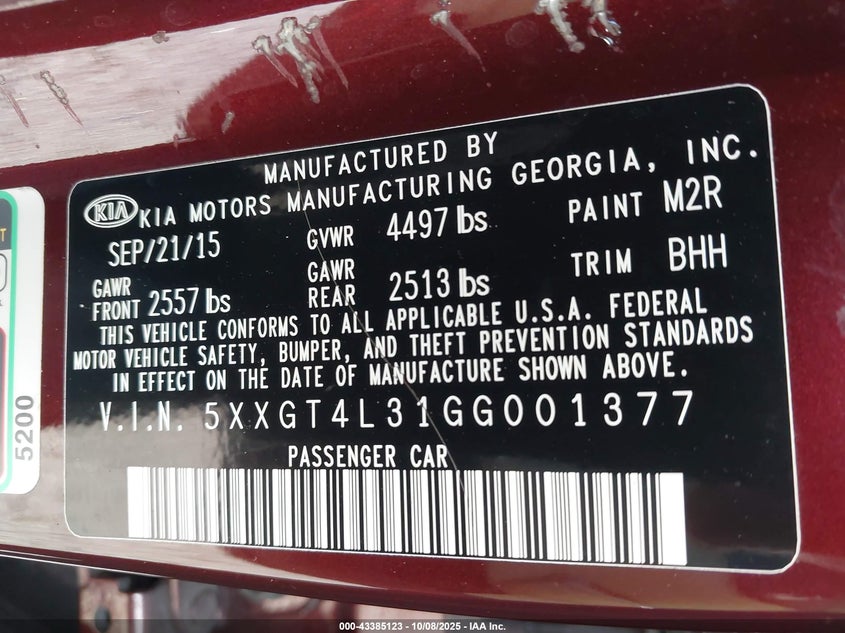 MANUFACTURED BY
KIA KIA MOTORS MANUFACTURING GEORGIA, INC.
SEP/21/15 GVWR 4497 lbs PAINT M2R
GAWR FRONT 2557 lbs GAWR REAR 2513 lbs TRIM BHH
THIS VEHICLE CONFORMS TO ALL APPLICABLE U.S.A. FEDERAL
MOTOR VEHICLE SAFETY, BUMPER, AND THEFT PREVENTION STANDARDS
IN EFFECT ON THE DATE OF MANUFACTURE SHOWN ABOVE.
V.I.N. 5XXGT4L31GG001377
PASSENGER CAR
5200
000-43385123 - 10/08/2025 - IAA Inc.